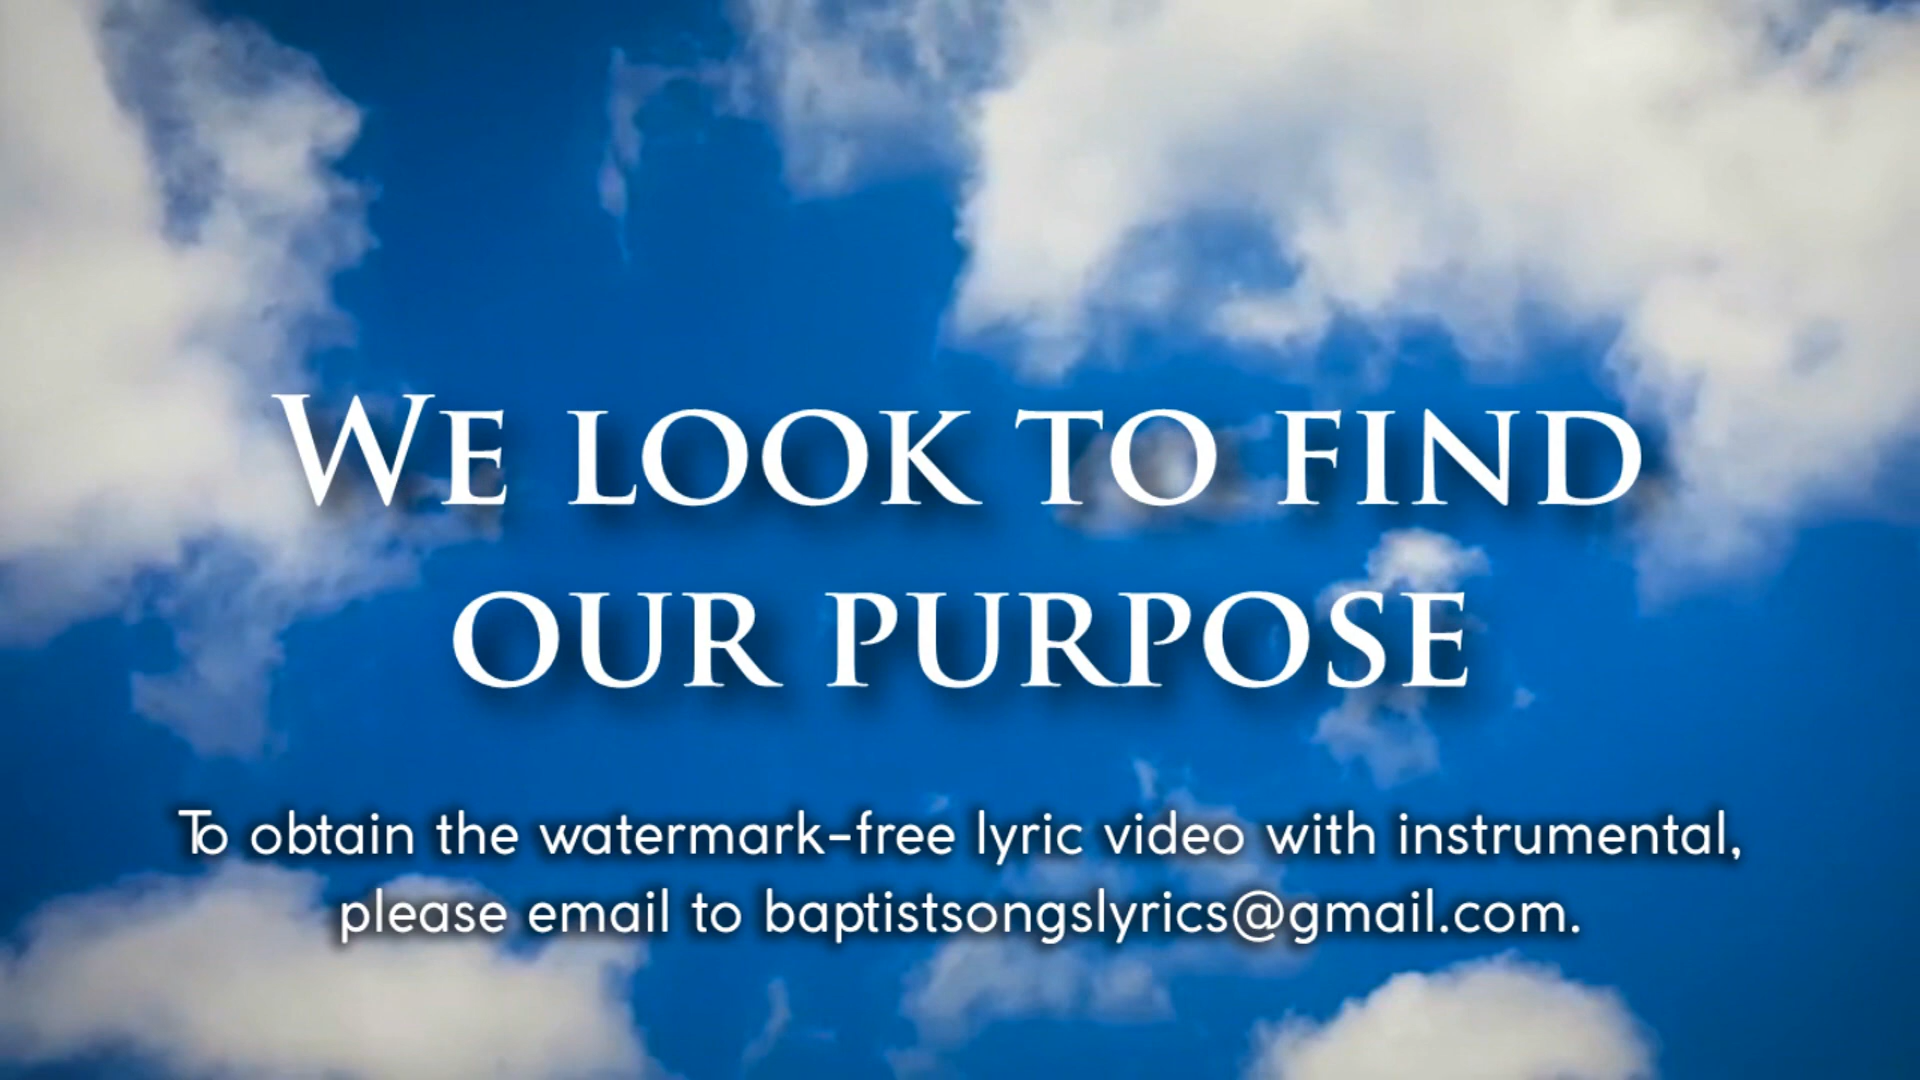 We look to find
our purpose
To obtain the watermark-free lyric video with instrumental,
please email to baptistsongslyrics@gmail.com.